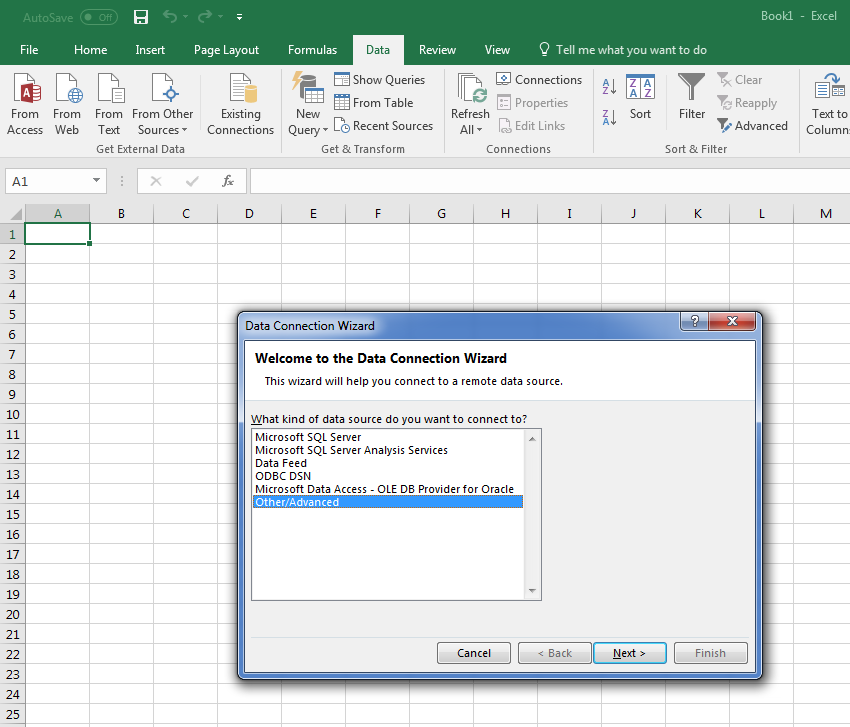 AutoSave Off
Book1 - Excel
File Home Insert Page Layout Formulas Data Review View Tell me what you want to do
From Access
From Web
From Text
From Other Sources
Existing Connections
Get External Data
New Query
Show Queries
From Table
Recent Sources
Get & Transform
Refresh All
Connections
Properties
Edit Links
Connections
Sort
Filter
Clear
Reapply
Advanced
Sort & Filter
Text to
A1
fx
A B C D E F G H I J K L M
1
2
3
4
5
6
7
8
9
10
11
12
13
14
15
16
17
18
19
20
21
22
23
24
25
Data Connection Wizard
Welcome to the Data Connection Wizard
This wizard will help you connect to a remote data source.
What kind of data source do you want to connect to?
Microsoft SQL Server
Microsoft SQL Server Analysis Services
Data Feed
ODBC DSN
Microsoft Data Access - OLE DB Provider for Oracle
Other/Advanced
Cancel < Back Next > Finish